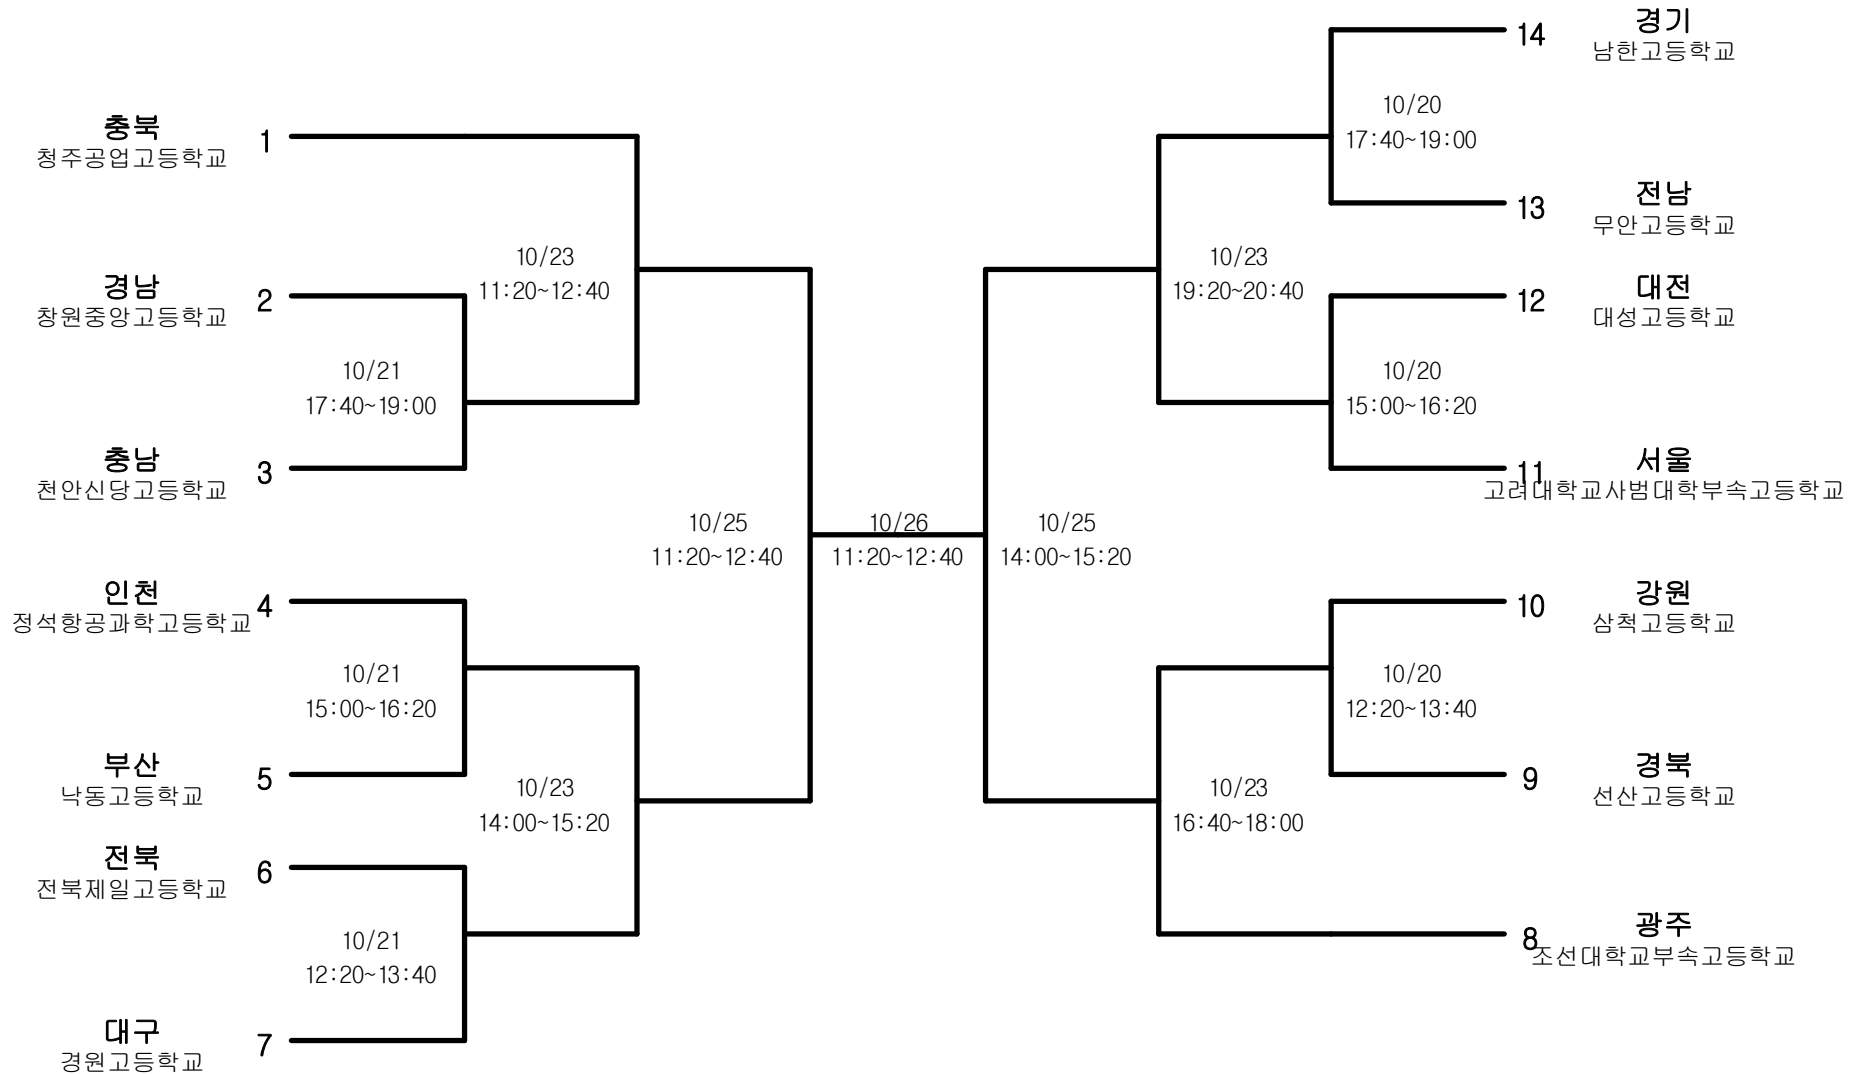 충북
청주공업고등학교
1
경남
창원중앙고등학교
2
10/21
17:40~19:00
충남
천안신당고등학교
3
10/23
11:20~12:40
인천
정석항공과학고등학교
4
10/21
15:00~16:20
부산
낙동고등학교
5
전북
전북제일고등학교
6
10/21
12:20~13:40
대구
경원고등학교
7
10/23
14:00~15:20
10/25
11:20~12:40
10/26
11:20~12:40
10/25
14:00~15:20
14
경기
남한고등학교
10/20
17:40~19:00
13
전남
무안고등학교
10/23
19:20~20:40
12
대전
대성고등학교
10/20
15:00~16:20
11
서울
고려대학교사범대학부속고등학교
10
강원
삼척고등학교
10/20
12:20~13:40
9
경북
선산고등학교
10/23
16:40~18:00
8
광주
조선대학교부속고등학교